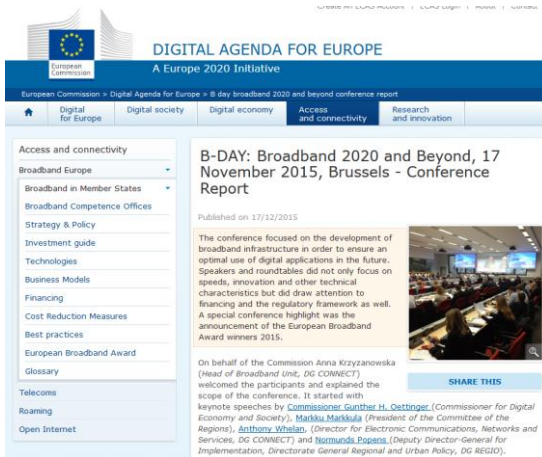 Create an ECAS Account | ECAS Login | About | Contact
European
Commission
DIGITAL AGENDA FOR EUROPE
A Europe 2020 Initiative
European Commission > Digital Agenda for Europe > B day broadband 2020 and beyond conference report
Digital
for Europe
Digital society
Digital economy
Access
and connectivity
Research
and innovation
Access and connectivity
Broadband Europe
Broadband in Member States
Broadband Competence Offices
Strategy & Policy
Investment guide
Technologies
Business Models
Financing
Cost Reduction Measures
Best practices
European Broadband Award
Glossary
Telecoms
Roaming
Open Internet
B-DAY: Broadband 2020 and Beyond, 17
November 2015, Brussels - Conference
Report
Published on 17/12/2015
The conference focused on the development of
broadband infrastructure in order to ensure an
optimal use of digital applications in the future.
Speakers and roundtables did not only focus on
speeds, innovation and other technical
characteristics but did draw attention to
financing and the regulatory framework as well.
A special conference highlight was the
announcement of the European Broadband
Award winners 2015.
On behalf of the Commission Anna Krzyzanowska
(Head of Broadband Unit, DG CONNECT)
welcomed the participants and explained the
scope of the conference. It started with
keynote speeches by Commissioner Gunther H. Oettinger (Commissioner for Digital
Economy and Society), Markku Markkula (President of the Committee of the
Regions), Anthony Whelan, (Director for Electronic Communications, Networks and
Services, DG CONNECT) and Normunds Popens (Deputy Director-General for
Implementation, Directorate General Regional and Urban Policy, DG REGIO).
SHARE THIS